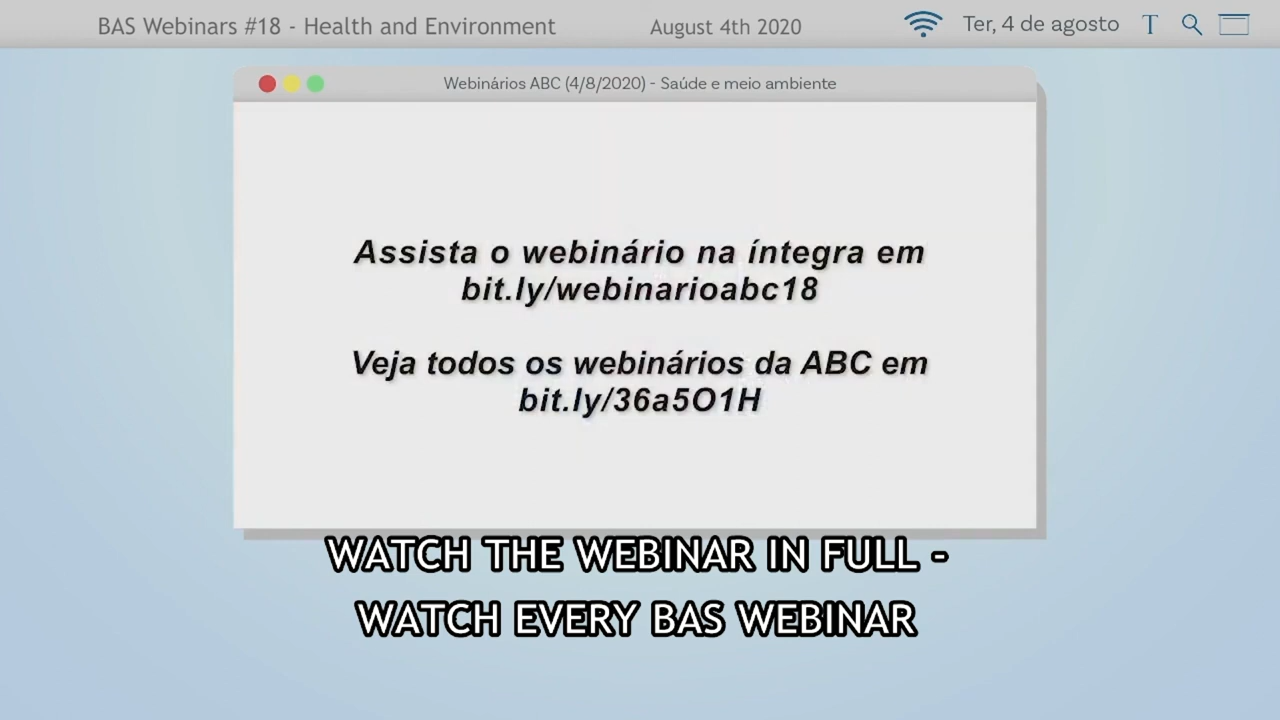 BAS Webinars #18 - Health and Environment
August 4th 2020
Ter, 4 de agosto
T
Webinários ABC (4/8/2020) - Saúde e meio ambiente
Assista o webinário na íntegra em
bit.ly/webinarioabc18
Veja todos os webinários da ABC em
bit.ly/36a5O1H
WATCH THE WEBINAR IN FULL -
WATCH EVERY BAS WEBINAR